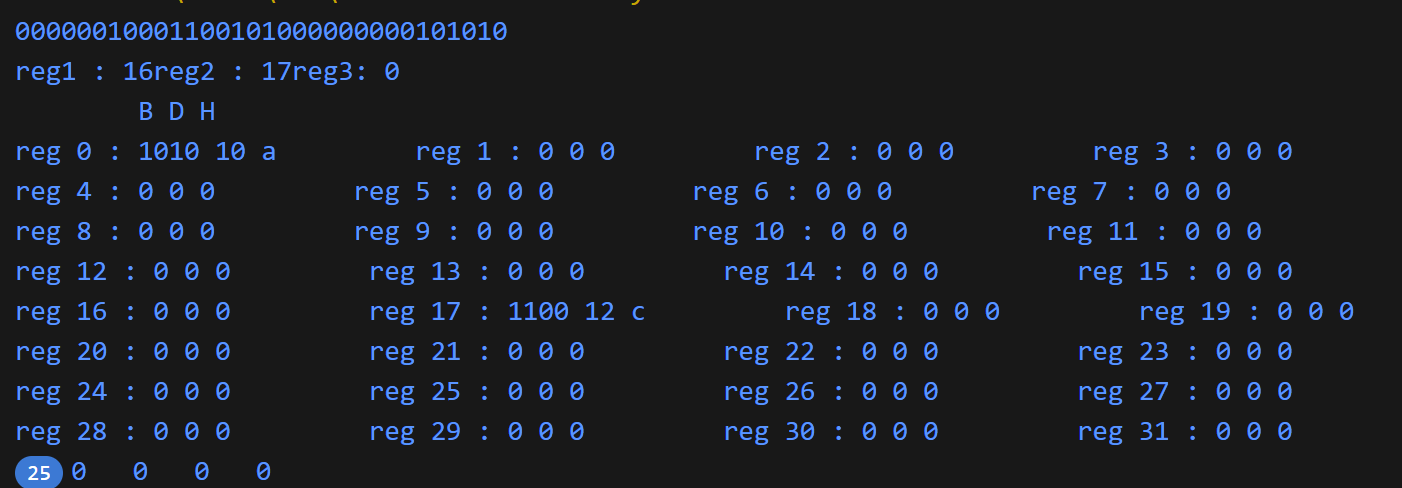 00000010001100101000000000101010
reg1 : 16reg2 : 17reg3: 0
B D H
reg 0 : 1010 10 a reg 1 : 0 0 0 reg 2 : 0 0 0 reg 3 : 0 0 0
reg 4 : 0 0 0 reg 5 : 0 0 0 reg 6 : 0 0 0 reg 7 : 0 0 0
reg 8 : 0 0 0 reg 9 : 0 0 0 reg 10 : 0 0 0 reg 11 : 0 0 0
reg 12 : 0 0 0 reg 13 : 0 0 0 reg 14 : 0 0 0 reg 15 : 0 0 0
reg 16 : 0 0 0 reg 17 : 1100 12 c reg 18 : 0 0 0 reg 19 : 0 0 0
reg 20 : 0 0 0 reg 21 : 0 0 0 reg 22 : 0 0 0 reg 23 : 0 0 0
reg 24 : 0 0 0 reg 25 : 0 0 0 reg 26 : 0 0 0 reg 27 : 0 0 0
reg 28 : 0 0 0 reg 29 : 0 0 0 reg 30 : 0 0 0 reg 31 : 0 0 0
25 0 0 0 0